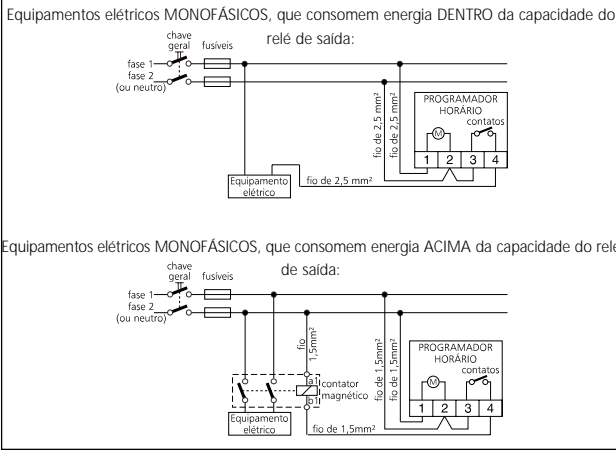 Equipamentos elétricos MONOFÁSICOS, que consomem energia DENTRO da capacidade do
relé de saída:
chave
geral
fusíveis
fase 1
fase 2
(ou neutro)
fio de 2,5 mm²
fio de 2,5 mm²
PROGRAMADOR
HORÁRIO
contatos
M
1 2 3 4
Equipamento
elétrico
fio de 2,5 mm²
Equipamentos elétricos MONOFÁSICOS, que consomem energia ACIMA da capacidade do relé
de saída:
chave
geral
fusíveis
fase 1
fase 2
(ou neutro)
fio
1,5mm²
fio de 1,5mm²
fio de 1,5mm²
PROGRAMADOR
HORÁRIO
contatos
M
1 2 3 4
a1
b1
contator
magnético
Equipamento
elétrico
fio de 1,5mm²